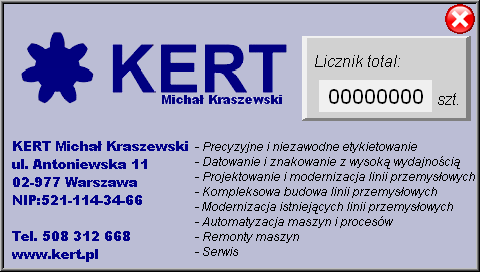 KERT
Michał Kraszewski
Licznik total:
00000000 szt.
KERT Michał Kraszewski
ul. Antoniewska 11
02-977 Warszawa
NIP:521-114-34-66
Tel. 508 312 668
www.kert.pl
- Precyzyjne i niezawodne etykietowanie
- Datowanie i znakowanie z wysoką wydajnością
- Projektowanie i modernizacja linii przemysłowych
- Kompleksowa budowa linii przemysłowych
- Modernizacja istniejących linii przemysłowych
- Automatyzacja maszyn i procesów
- Remonty maszyn
- Serwis